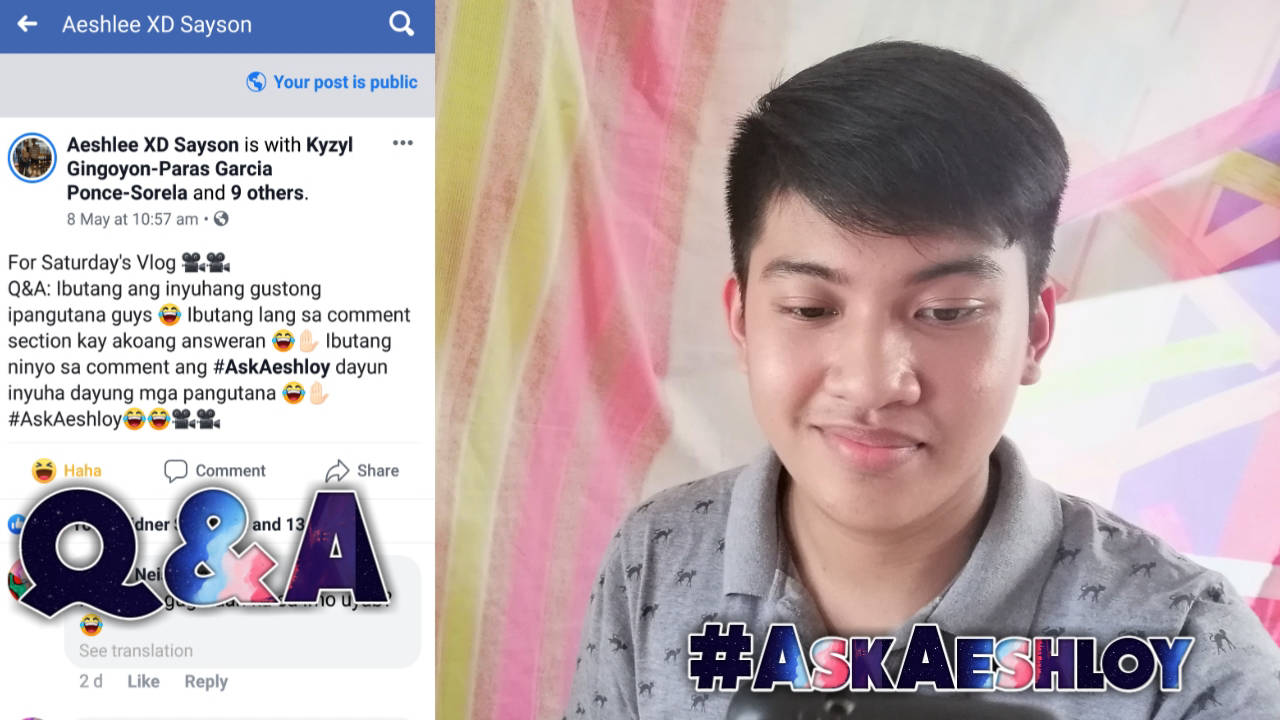 Aeshlee XD Sayson
Your post is public
Aeshlee XD Sayson is with Kyzyl
Gingoyon-Paras Garcia
Ponce-Sorela and 9 others.
8 May at 10:57 am
For Saturday's Vlog 🎥🎥
Q&A: Ibutang ang inyuhang gustong
ipangutana guys 😂 Ibutang lang sa comment
section kay akoang answeran 😂✋🏻 Ibutang
ninyo sa comment ang #AskAeshloy dayun
inyuha dayung mga pangutana 😂✋🏻
#AskAeshloy😂😂🎥🎥
Haha
Comment
Share
and 13
Q&A
😂
See translation
2 d Like Reply
#AskAeshloy